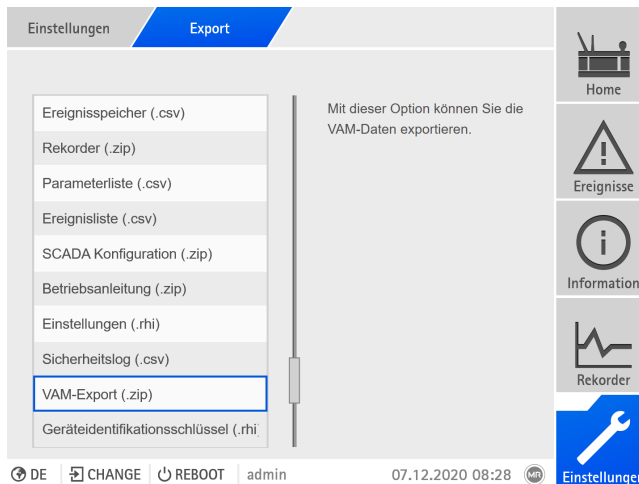 Einstellungen Export
Mit dieser Option können Sie die
VAM-Daten exportieren.
Ereignisspeicher (.csv)
Rekorder (.zip)
Parameterliste (.csv)
Ereignisliste (.csv)
SCADA Konfiguration (.zip)
Betriebsanleitung (.zip)
Einstellungen (.rhi)
Sicherheitslog (.csv)
VAM-Export (.zip)
Geräteidentifikationsschlüssel (.rhi
Home
Ereignisse
Information
Rekorder
Einstellungen
DE CHANGE REBOOT admin 07.12.2020 08:28 MR